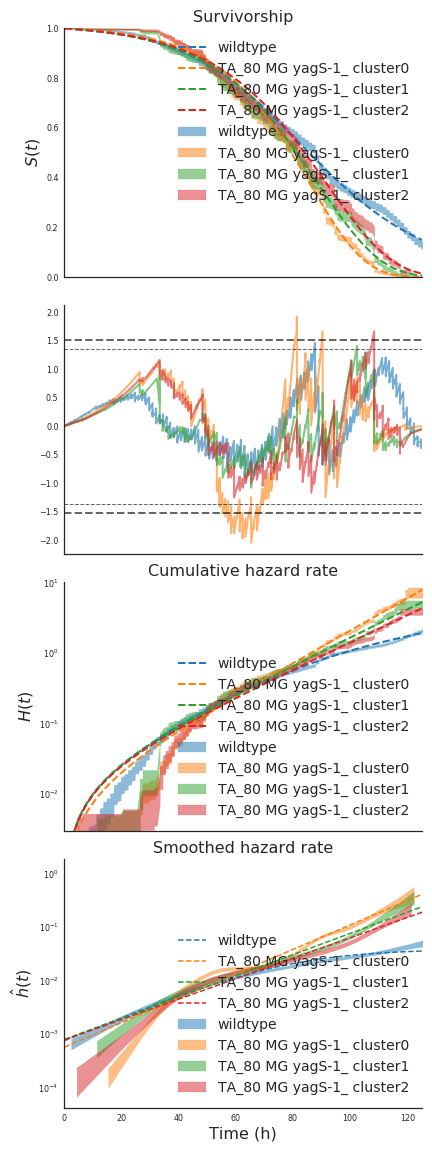 Survivorship
1.0
0.8
0.6
0.4
0.2
0.0
S(t)
wildtype
TA_80 MG yagS-1_ cluster0
TA_80 MG yagS-1_ cluster1
TA_80 MG yagS-1_ cluster2
wildtype
TA_80 MG yagS-1_ cluster0
TA_80 MG yagS-1_ cluster1
TA_80 MG yagS-1_ cluster2
2.0
1.5
1.0
0.5
0.0
−0.5
−1.0
−1.5
−2.0
Cumulative hazard rate
10¹
10⁰
10⁻¹
10⁻²
H(t)
wildtype
TA_80 MG yagS-1_ cluster0
TA_80 MG yagS-1_ cluster1
TA_80 MG yagS-1_ cluster2
wildtype
TA_80 MG yagS-1_ cluster0
TA_80 MG yagS-1_ cluster1
TA_80 MG yagS-1_ cluster2
Smoothed hazard rate
10⁰
10⁻¹
10⁻²
10⁻³
10⁻⁴
ĥ(t)
wildtype
TA_80 MG yagS-1_ cluster0
TA_80 MG yagS-1_ cluster1
TA_80 MG yagS-1_ cluster2
wildtype
TA_80 MG yagS-1_ cluster0
TA_80 MG yagS-1_ cluster1
TA_80 MG yagS-1_ cluster2
0 20 40 60 80 100 120
Time (h)